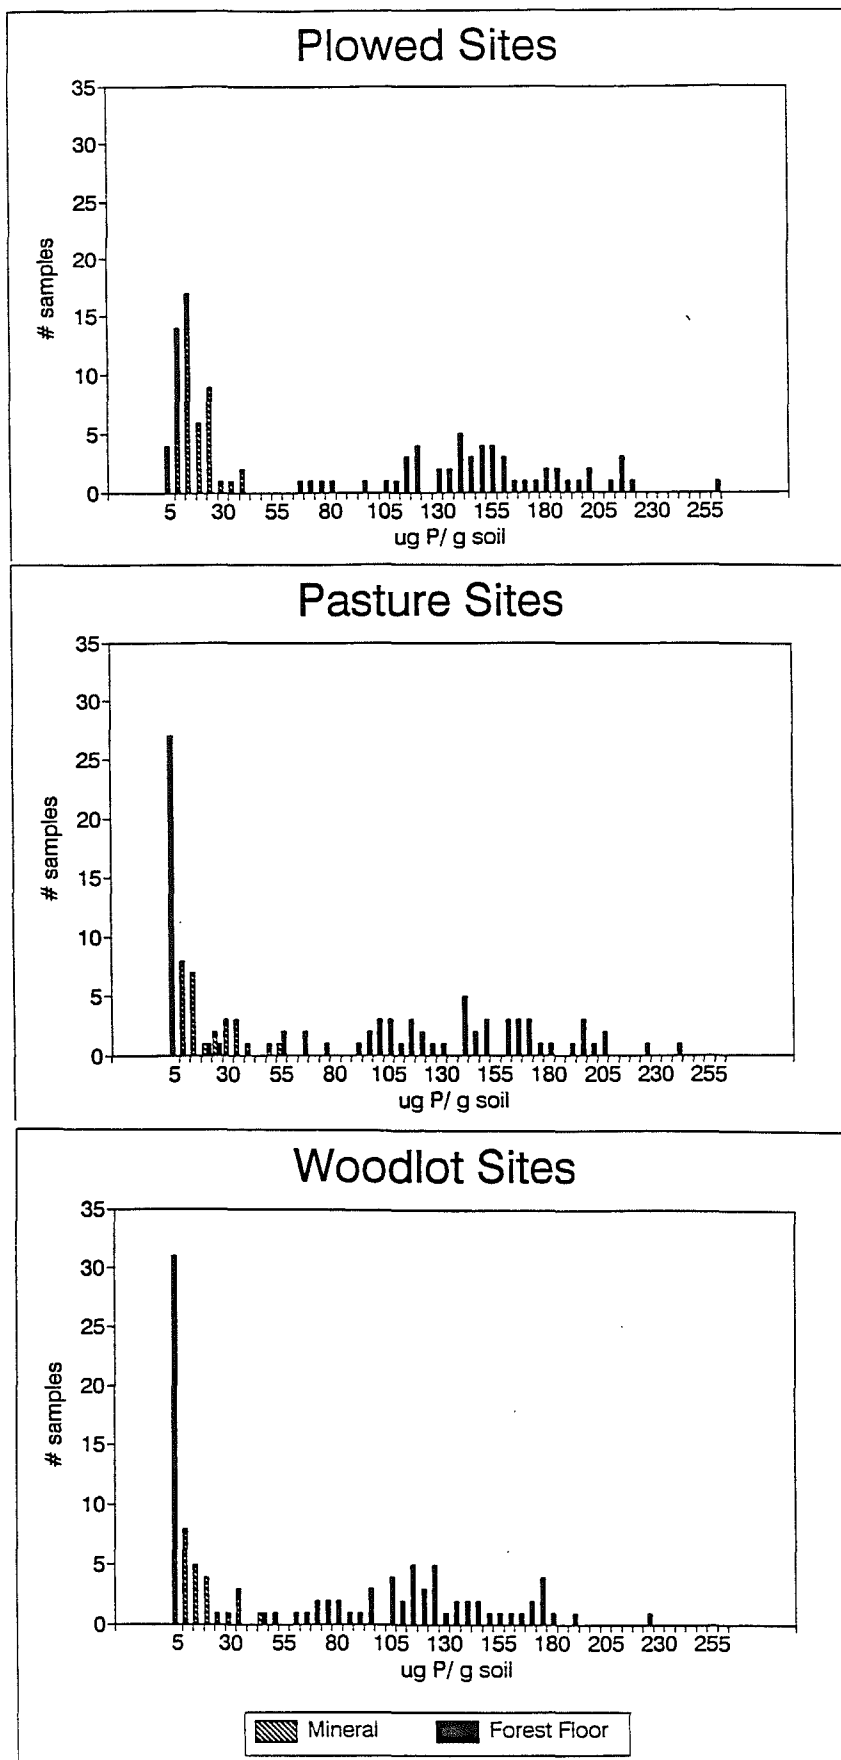 Plowed Sites
35
30
25
20
15
10
5
0
# samples
5 30 55 80 105 130 155 180 205 230 255
ug P/ g soil
Pasture Sites
35
30
25
20
15
10
5
0
# samples
5 30 55 80 105 130 155 180 205 230 255
ug P/ g soil
Woodlot Sites
35
30
25
20
15
10
5
0
# samples
5 30 55 80 105 130 155 180 205 230 255
ug P/ g soil
Mineral Forest Floor